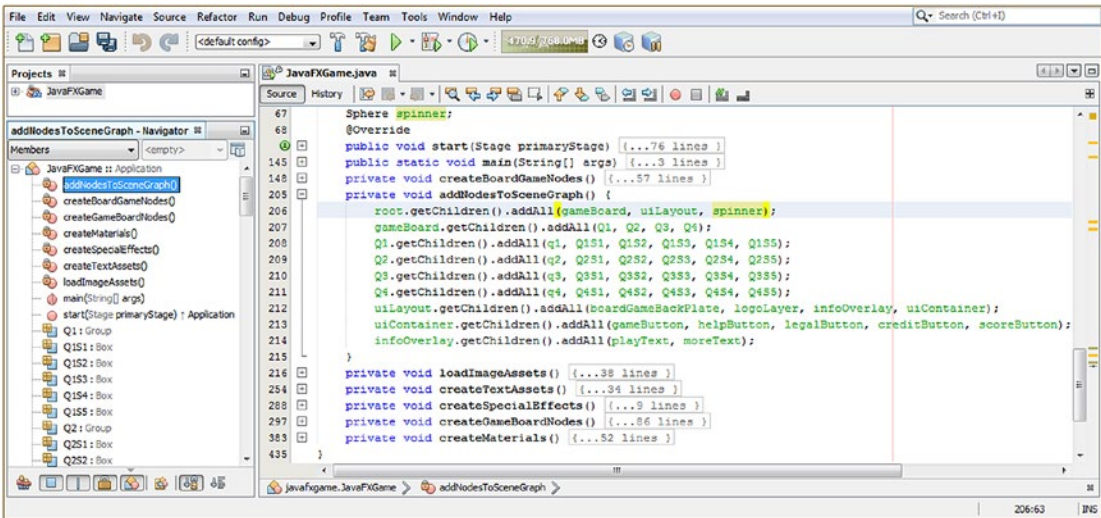 File Edit View Navigate Source Refactor Run Debug Profile Team Tools Window Help
Search (Ctrl+I)
<default config>
470.9/768.0MB
Projects
JavaFXGame
addNodesToSceneGraph - Navigator
Members
<empty>
JavaFXGame :: Application
addNodesToSceneGraph()
createBoardGameNodes()
createGameBoardNodes()
createMaterials()
createSpecialEffects()
createTextAssets()
loadImageAssets()
main(String[] args)
start(Stage primaryStage) ↑ Application
Q1 : Group
Q1S1 : Box
Q1S2 : Box
Q1S3 : Box
Q1S4 : Box
Q1S5 : Box
Q2 : Group
Q2S1 : Box
Q2S2 : Box
JavaFXGame.java
Source History
67 Sphere spinner;
68 @Override
public void start(Stage primaryStage) {...76 lines }
145 public static void main(String[] args) {...3 lines }
148 private void createBoardGameNodes() {...57 lines }
205 private void addNodesToSceneGraph() {
206 root.getChildren().addAll(gameBoard, uiLayout, spinner);
207 gameBoard.getChildren().addAll(Q1, Q2, Q3, Q4);
208 Q1.getChildren().addAll(q1, Q1S1, Q1S2, Q1S3, Q1S4, Q1S5);
209 Q2.getChildren().addAll(q2, Q2S1, Q2S2, Q2S3, Q2S4, Q2S5);
210 Q3.getChildren().addAll(q3, Q3S1, Q3S2, Q3S3, Q3S4, Q3S5);
211 Q4.getChildren().addAll(q4, Q4S1, Q4S2, Q4S3, Q4S4, Q4S5);
212 uiLayout.getChildren().addAll(boardGameBackPlate, logoLayer, infoOverlay, uiContainer);
213 uiContainer.getChildren().addAll(gameButton, helpButton, legalButton, creditButton, scoreButton);
214 infoOverlay.getChildren().addAll(playText, moreText);
215 }
216 private void loadImageAssets() {...38 lines }
254 private void createTextAssets() {...34 lines }
288 private void createSpecialEffects() {...9 lines }
297 private void createGameBoardNodes() {...86 lines }
383 private void createMaterials() {...52 lines }
435 }
javafxgame.JavaFXGame
addNodesToSceneGraph
206:63 INS